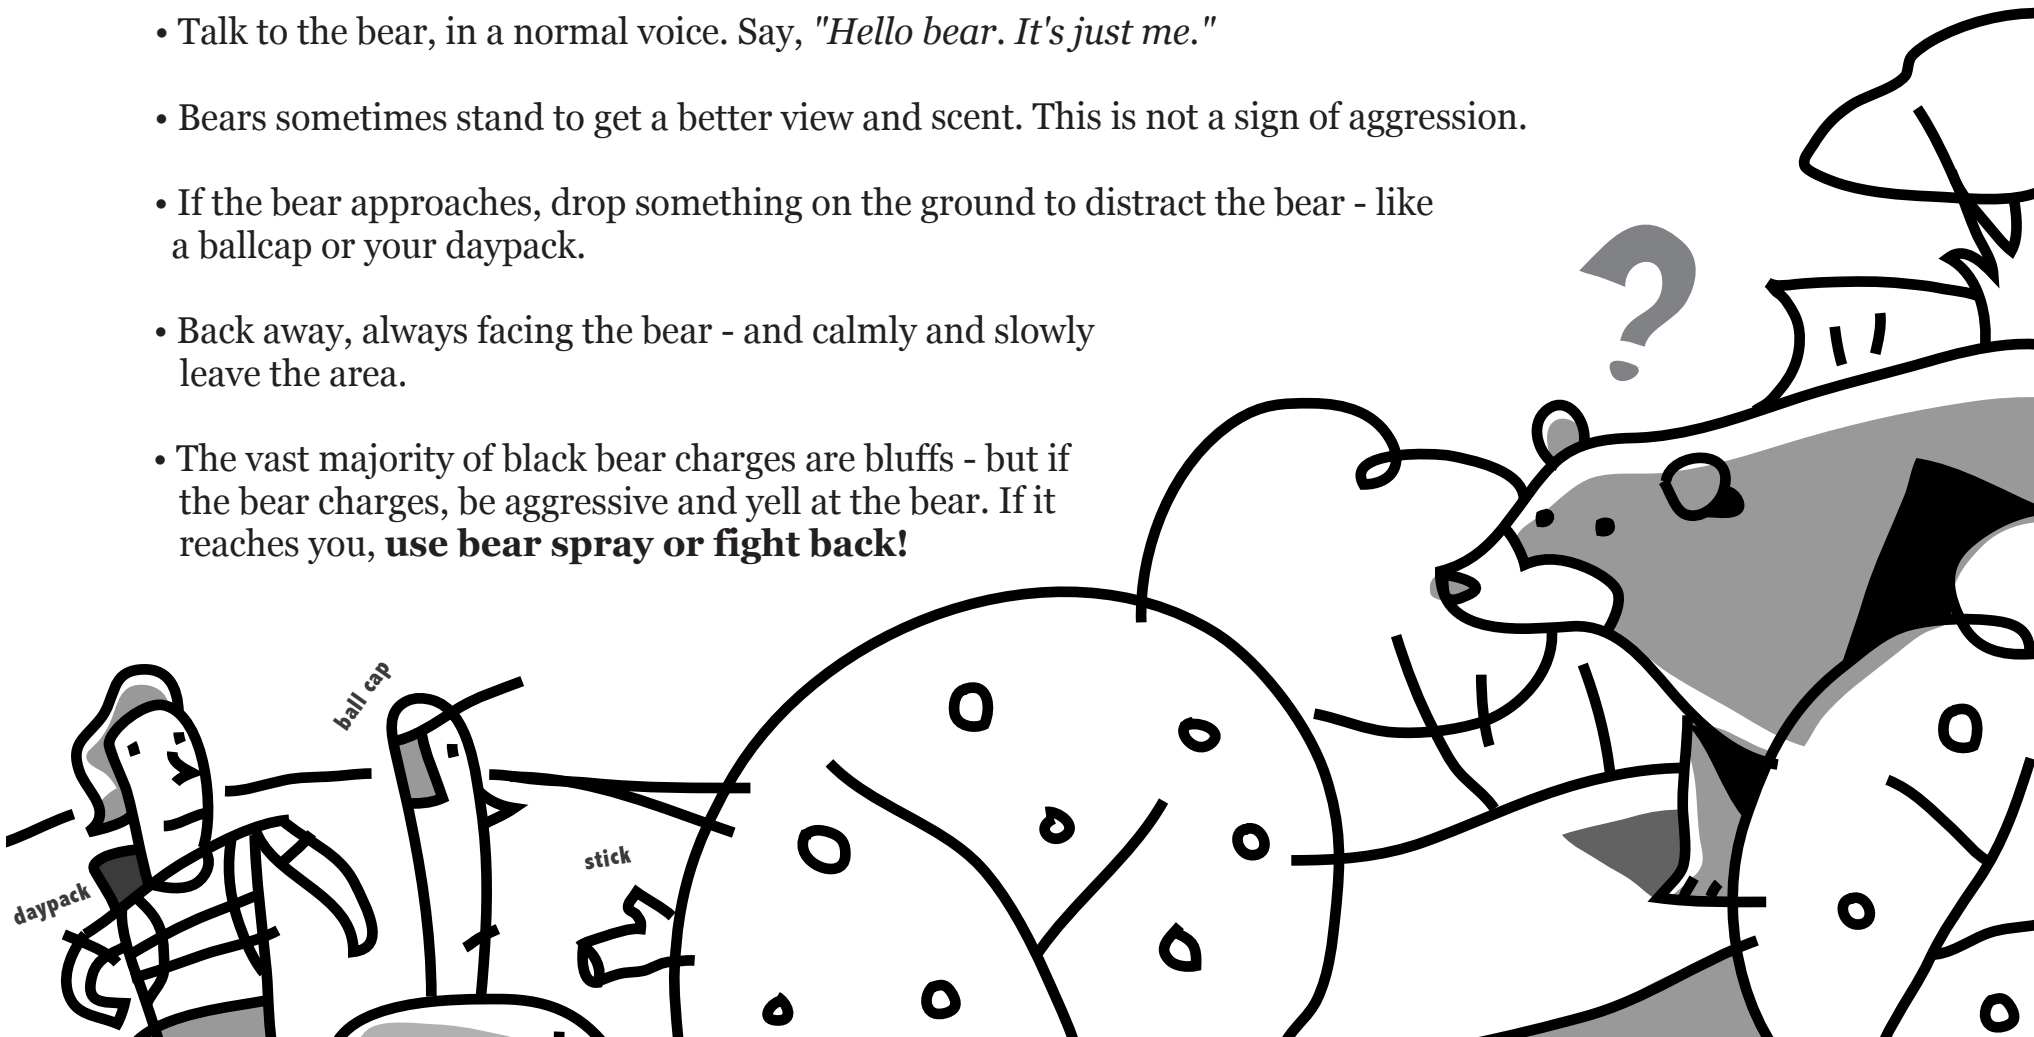 • Talk to the bear, in a normal voice. Say, "Hello bear. It's just me."
• Bears sometimes stand to get a better view and scent. This is not a sign of aggression.
• If the bear approaches, drop something on the ground to distract the bear - like
a ballcap or your daypack.
• Back away, always facing the bear - and calmly and slowly
leave the area.
• The vast majority of black bear charges are bluffs - but if
the bear charges, be aggressive and yell at the bear. If it
reaches you, use bear spray or fight back!
?
ball cap
stick
daypack